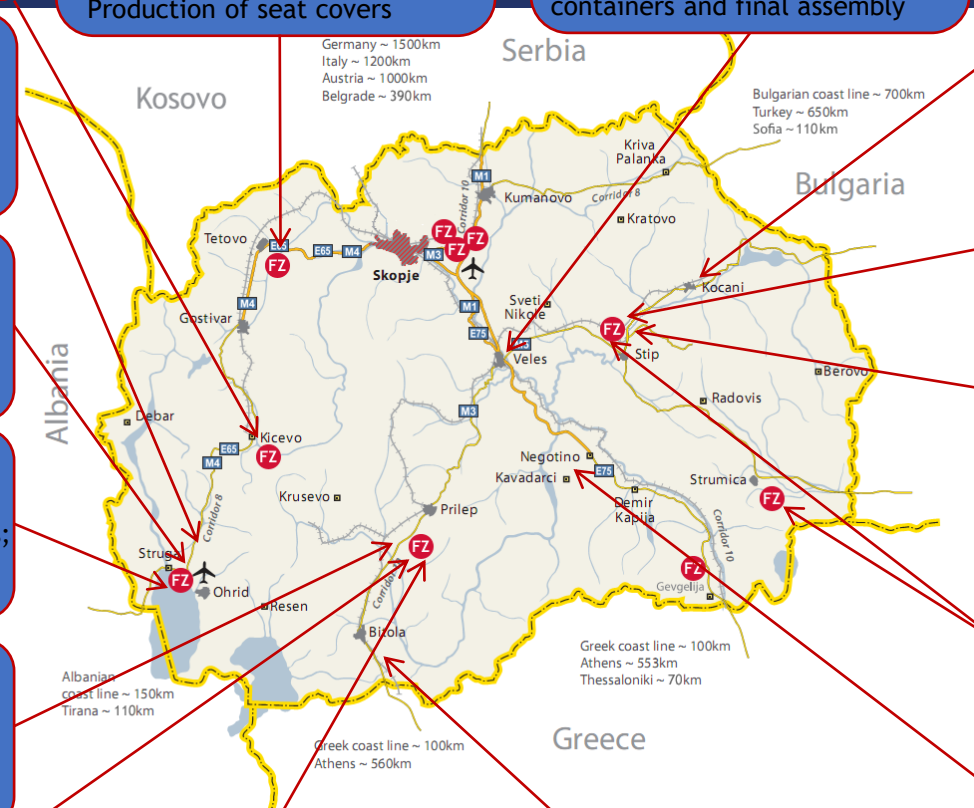 Production of seat covers
containers and final assembly
Germany ~ 1500km
Italy ~ 1200km
Austria ~ 1000km
Belgrade ~ 390km
Serbia
Kosovo
Bulgarian coast line ~ 700km
Turkey ~ 650km
Sofia ~ 110km
Bulgaria
Kriva
Palanka
M1
Kumanovo
Corridor 8
Corridor 10
Kratovo
Tetovo
E65
E65
M4
M3
FZ
FZ
FZ
FZ
Skopje
M4
M1
Sveti
Nikole
Kocani
Gostivar
E75
FZ
Veles
Stip
Albania
Berovo
Debar
M3
Radovis
Kicevo
E65
M4
FZ
Negotino
E75
Kavadarci
Strumica
FZ
Krusevo
Demir
Kapija
Corridor 8
Prilep
Corridor 10
;
Struga
FZ
FZ
FZ
Ohrid
Gevgelija
Resen
Bitola
Greek coast line ~ 100km
Athens ~ 553km
Thessaloniki ~ 70km
Albanian
coast line ~ 150km
Tirana ~ 110km
Greek coast line ~ 100km
Athens ~ 560km
Greece